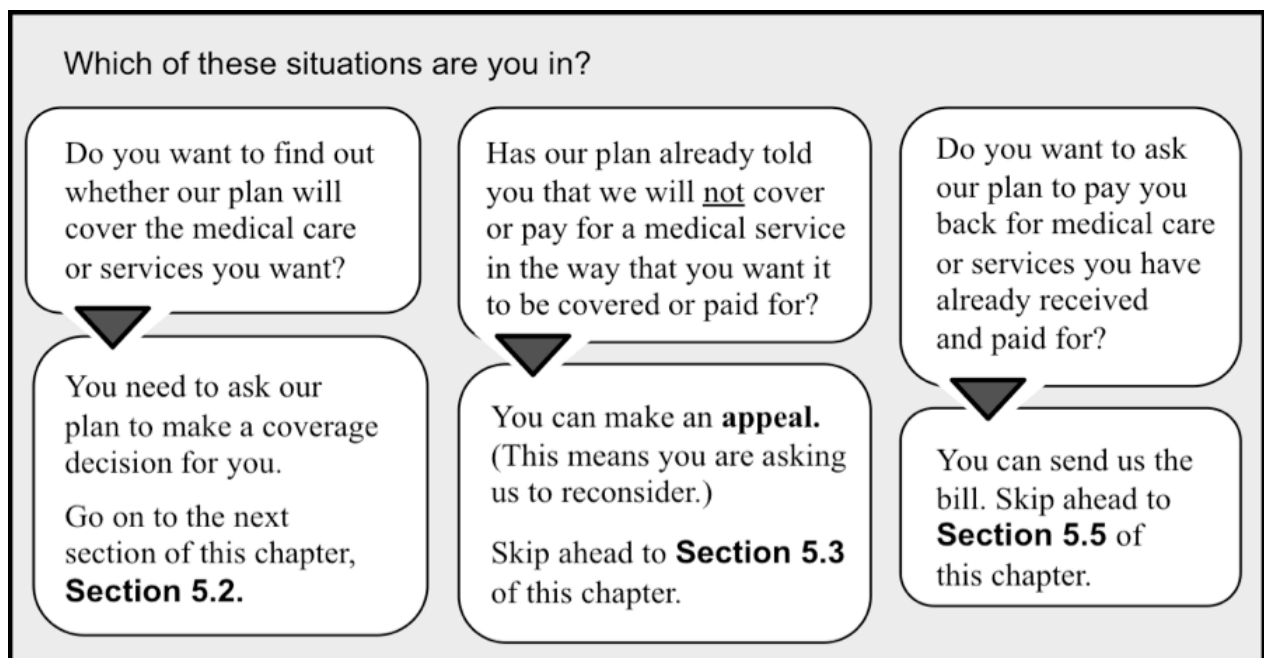 Which of these situations are you in?
Do you want to find out
whether our plan will
cover the medical care
or services you want?
You need to ask our
plan to make a coverage
decision for you.
Go on to the next
section of this chapter,
Section 5.2.
Has our plan already told
you that we will not cover
or pay for a medical service
in the way that you want it
to be covered or paid for?
You can make an appeal.
(This means you are asking
us to reconsider.)
Skip ahead to Section 5.3
of this chapter.
Do you want to ask
our plan to pay you
back for medical care
or services you have
already received
and paid for?
You can send us the
bill. Skip ahead to
Section 5.5 of
this chapter.